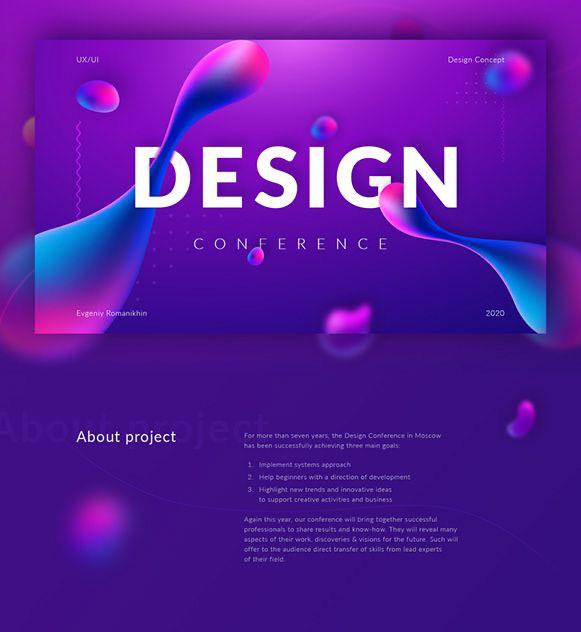 UX/UI
Design Concept
DESIGN
CONFERENCE
Evgeniy Romanikhin
2020
About project
About project
For more than seven years, the Design Conference in Moscow
has been successfully achieving three main goals:
1. Implement systems approach
2. Help beginners with a direction of development
3. Highlight new trends and innovative ideas
to support creative activities and business
Again this year, our conference will bring together successful
professionals to share results and know-how. They will reveal many
aspects of their work, discoveries & visions for the future. Such will
offer to the audience direct transfer of skills from lead experts
of their field.